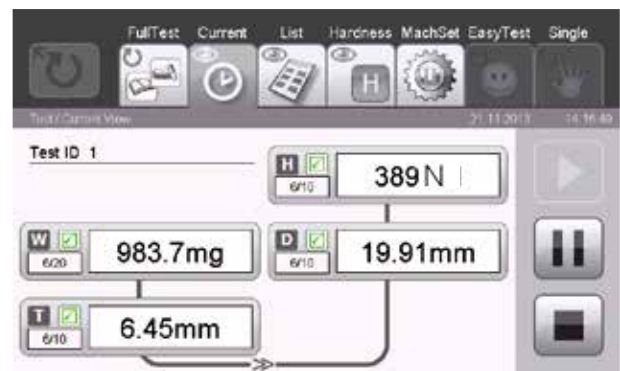 FullTest Current List Hardness MachSet EasyTest Single
H
Test / Current View 21.11.2013 14:16:49
Test ID 1
H 6/10 389N
W 6/20 983.7mg D 6/10 19.91mm
T 6/10 6.45mm